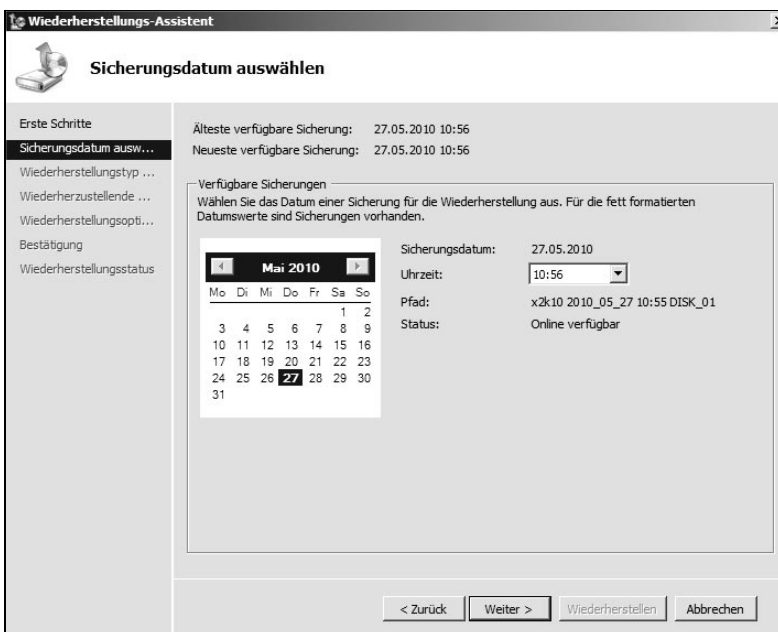 Wiederherstellungs-Assistent
Sicherungsdatum auswählen
Erste Schritte
Sicherungsdatum ausw...
Wiederherstellungstyp ...
Wiederherzustellende ...
Wiederherstellungsopti...
Bestätigung
Wiederherstellungsstatus
Älteste verfügbare Sicherung: 27.05.2010 10:56
Neueste verfügbare Sicherung: 27.05.2010 10:56
Verfügbare Sicherungen
Wählen Sie das Datum einer Sicherung für die Wiederherstellung aus. Für die fett formatierten
Datumswerte sind Sicherungen vorhanden.
Mai 2010
Mo Di Mi Do Fr Sa So
1 2
3 4 5 6 7 8 9
10 11 12 13 14 15 16
17 18 19 20 21 22 23
24 25 26 27 28 29 30
31
Sicherungsdatum: 27.05.2010
Uhrzeit: 10:56
Pfad: x2k10 2010_05_27 10:55 DISK_01
Status: Online verfügbar
< Zurück Weiter > Wiederherstellen Abbrechen